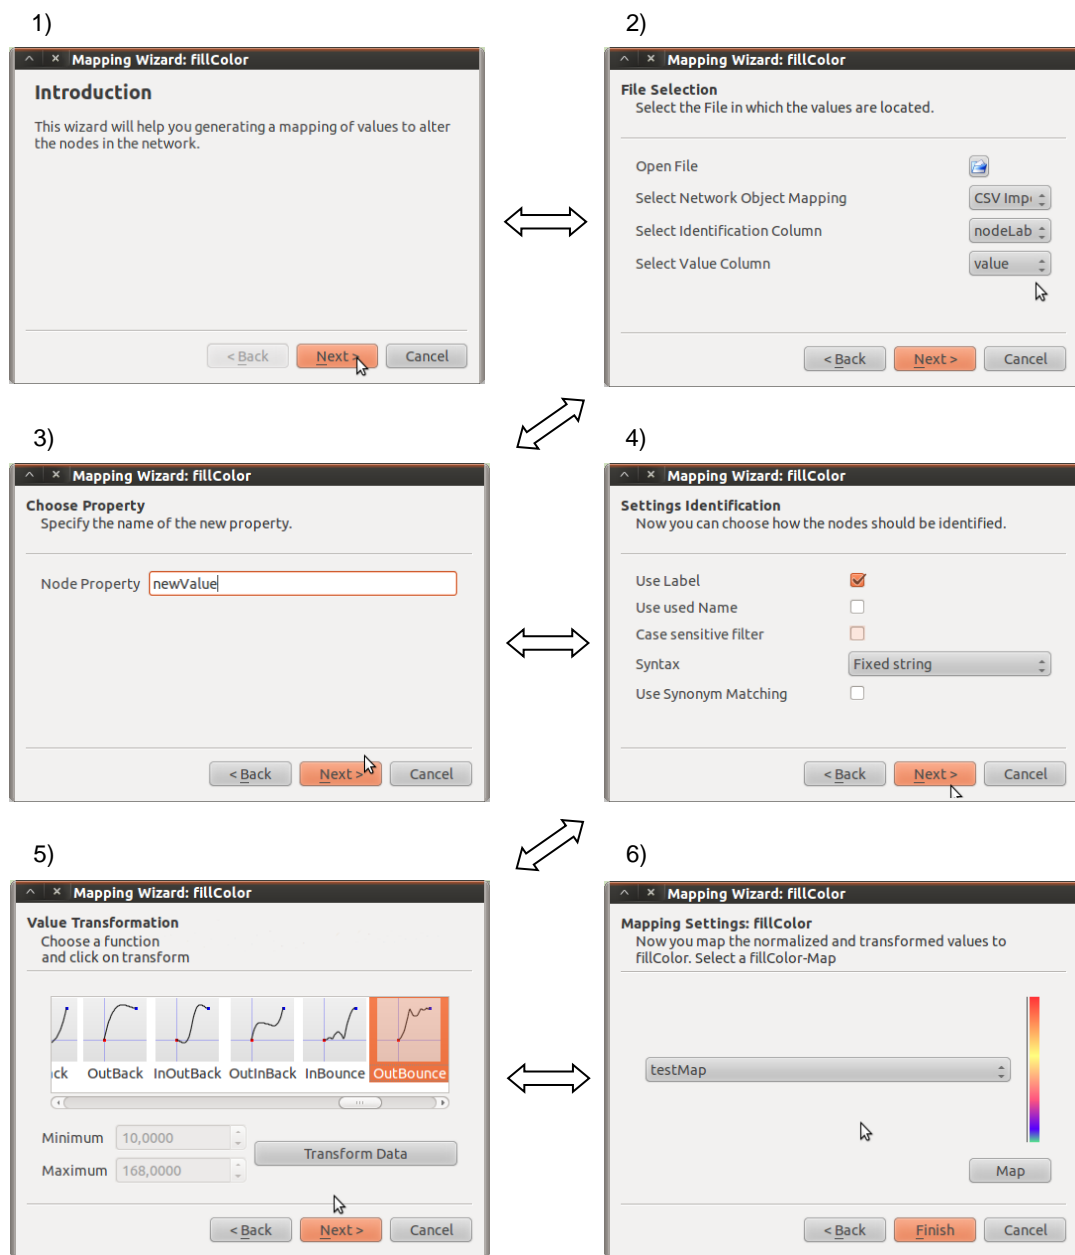 1)
Mapping Wizard: fillColor
Introduction
This wizard will help you generating a mapping of values to alter
the nodes in the network.
< Back
Next >
Cancel
2)
Mapping Wizard: fillColor
File Selection
Select the File in which the values are located.
Open File
Select Network Object Mapping
CSV Imp
Select Identification Column
nodeLab
Select Value Column
value
< Back
Next >
Cancel
3)
Mapping Wizard: fillColor
Choose Property
Specify the name of the new property.
Node Property newValue
< Back
Next >
Cancel
4)
Mapping Wizard: fillColor
Settings Identification
Now you can choose how the nodes should be identified.
Use Label
Use used Name
Case sensitive filter
Syntax
Fixed string
Use Synonym Matching
< Back
Next >
Cancel
5)
Mapping Wizard: fillColor
Value Transformation
Choose a function
and click on transform
ck OutBack InOutBack OutInBack InBounce OutBounce
Minimum 10,0000
Maximum 168,0000
Transform Data
< Back
Next >
Cancel
6)
Mapping Wizard: fillColor
Mapping Settings: fillColor
Now you map the normalized and transformed values to
fillColor. Select a fillColor-Map
testMap
Map
< Back
Finish
Cancel